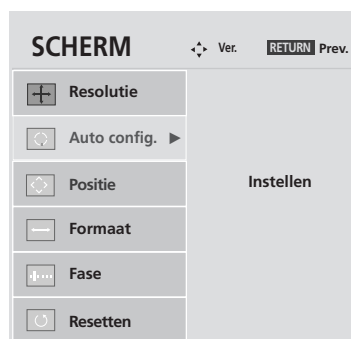 SCHERM Ver. RETURN Prev.
Resolutie
Auto config. ►
Positie Instellen
Formaat
Fase
Resetten